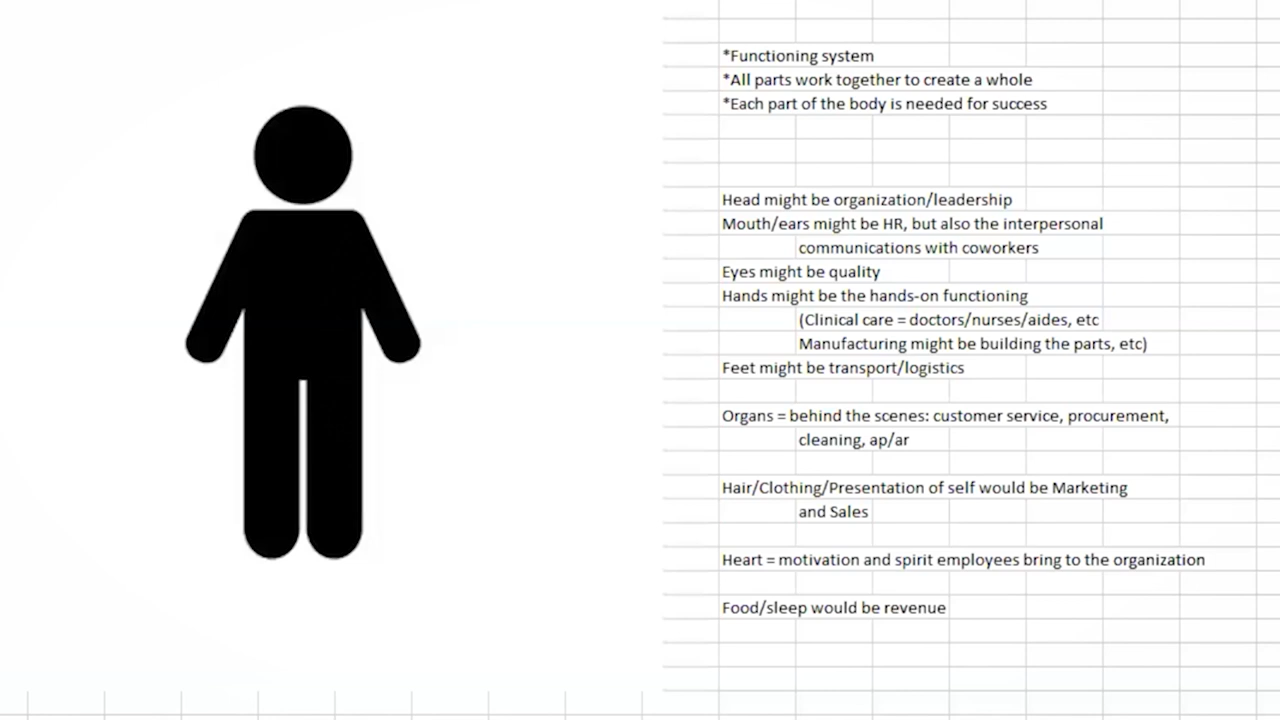 *Functioning system
*All parts work together to create a whole
*Each part of the body is needed for success
Head might be organization/leadership
Mouth/ears might be HR, but also the interpersonal
communications with coworkers
Eyes might be quality
Hands might be the hands-on functioning
(Clinical care = doctors/nurses/aides, etc
Manufacturing might be building the parts, etc)
Feet might be transport/logistics
Organs = behind the scenes: customer service, procurement,
cleaning, ap/ar
Hair/Clothing/Presentation of self would be Marketing
and Sales
Heart = motivation and spirit employees bring to the organization
Food/sleep would be revenue